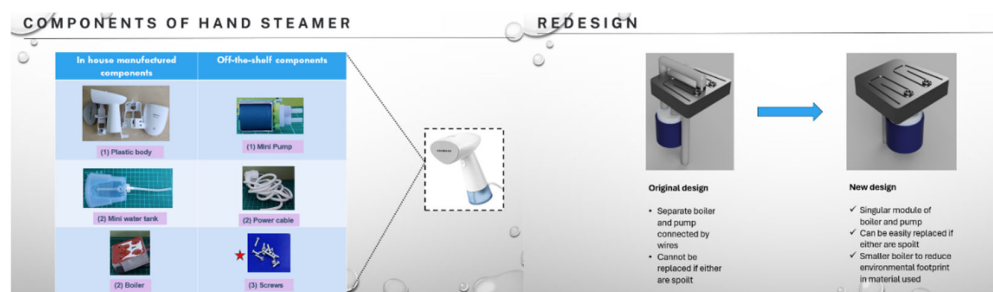 COMPONENTS OF HAND STEAMER
In house manufactured
components
Off-the-shelf components
(1) Plastic body
(1) Mini Pump
(2) Mini water tank
(2) Power cable
(2) Boiler
(3) Screws
REDESIGN
Original design
• Separate boiler
and pump
connected by
wires
• Cannot be
replaced if either
are spoilt
New design
✓ Singular module of
boiler and pump
✓ Can be easily replaced if
either are spoilt
✓ Smaller boiler to reduce
environmental footprint
in material used